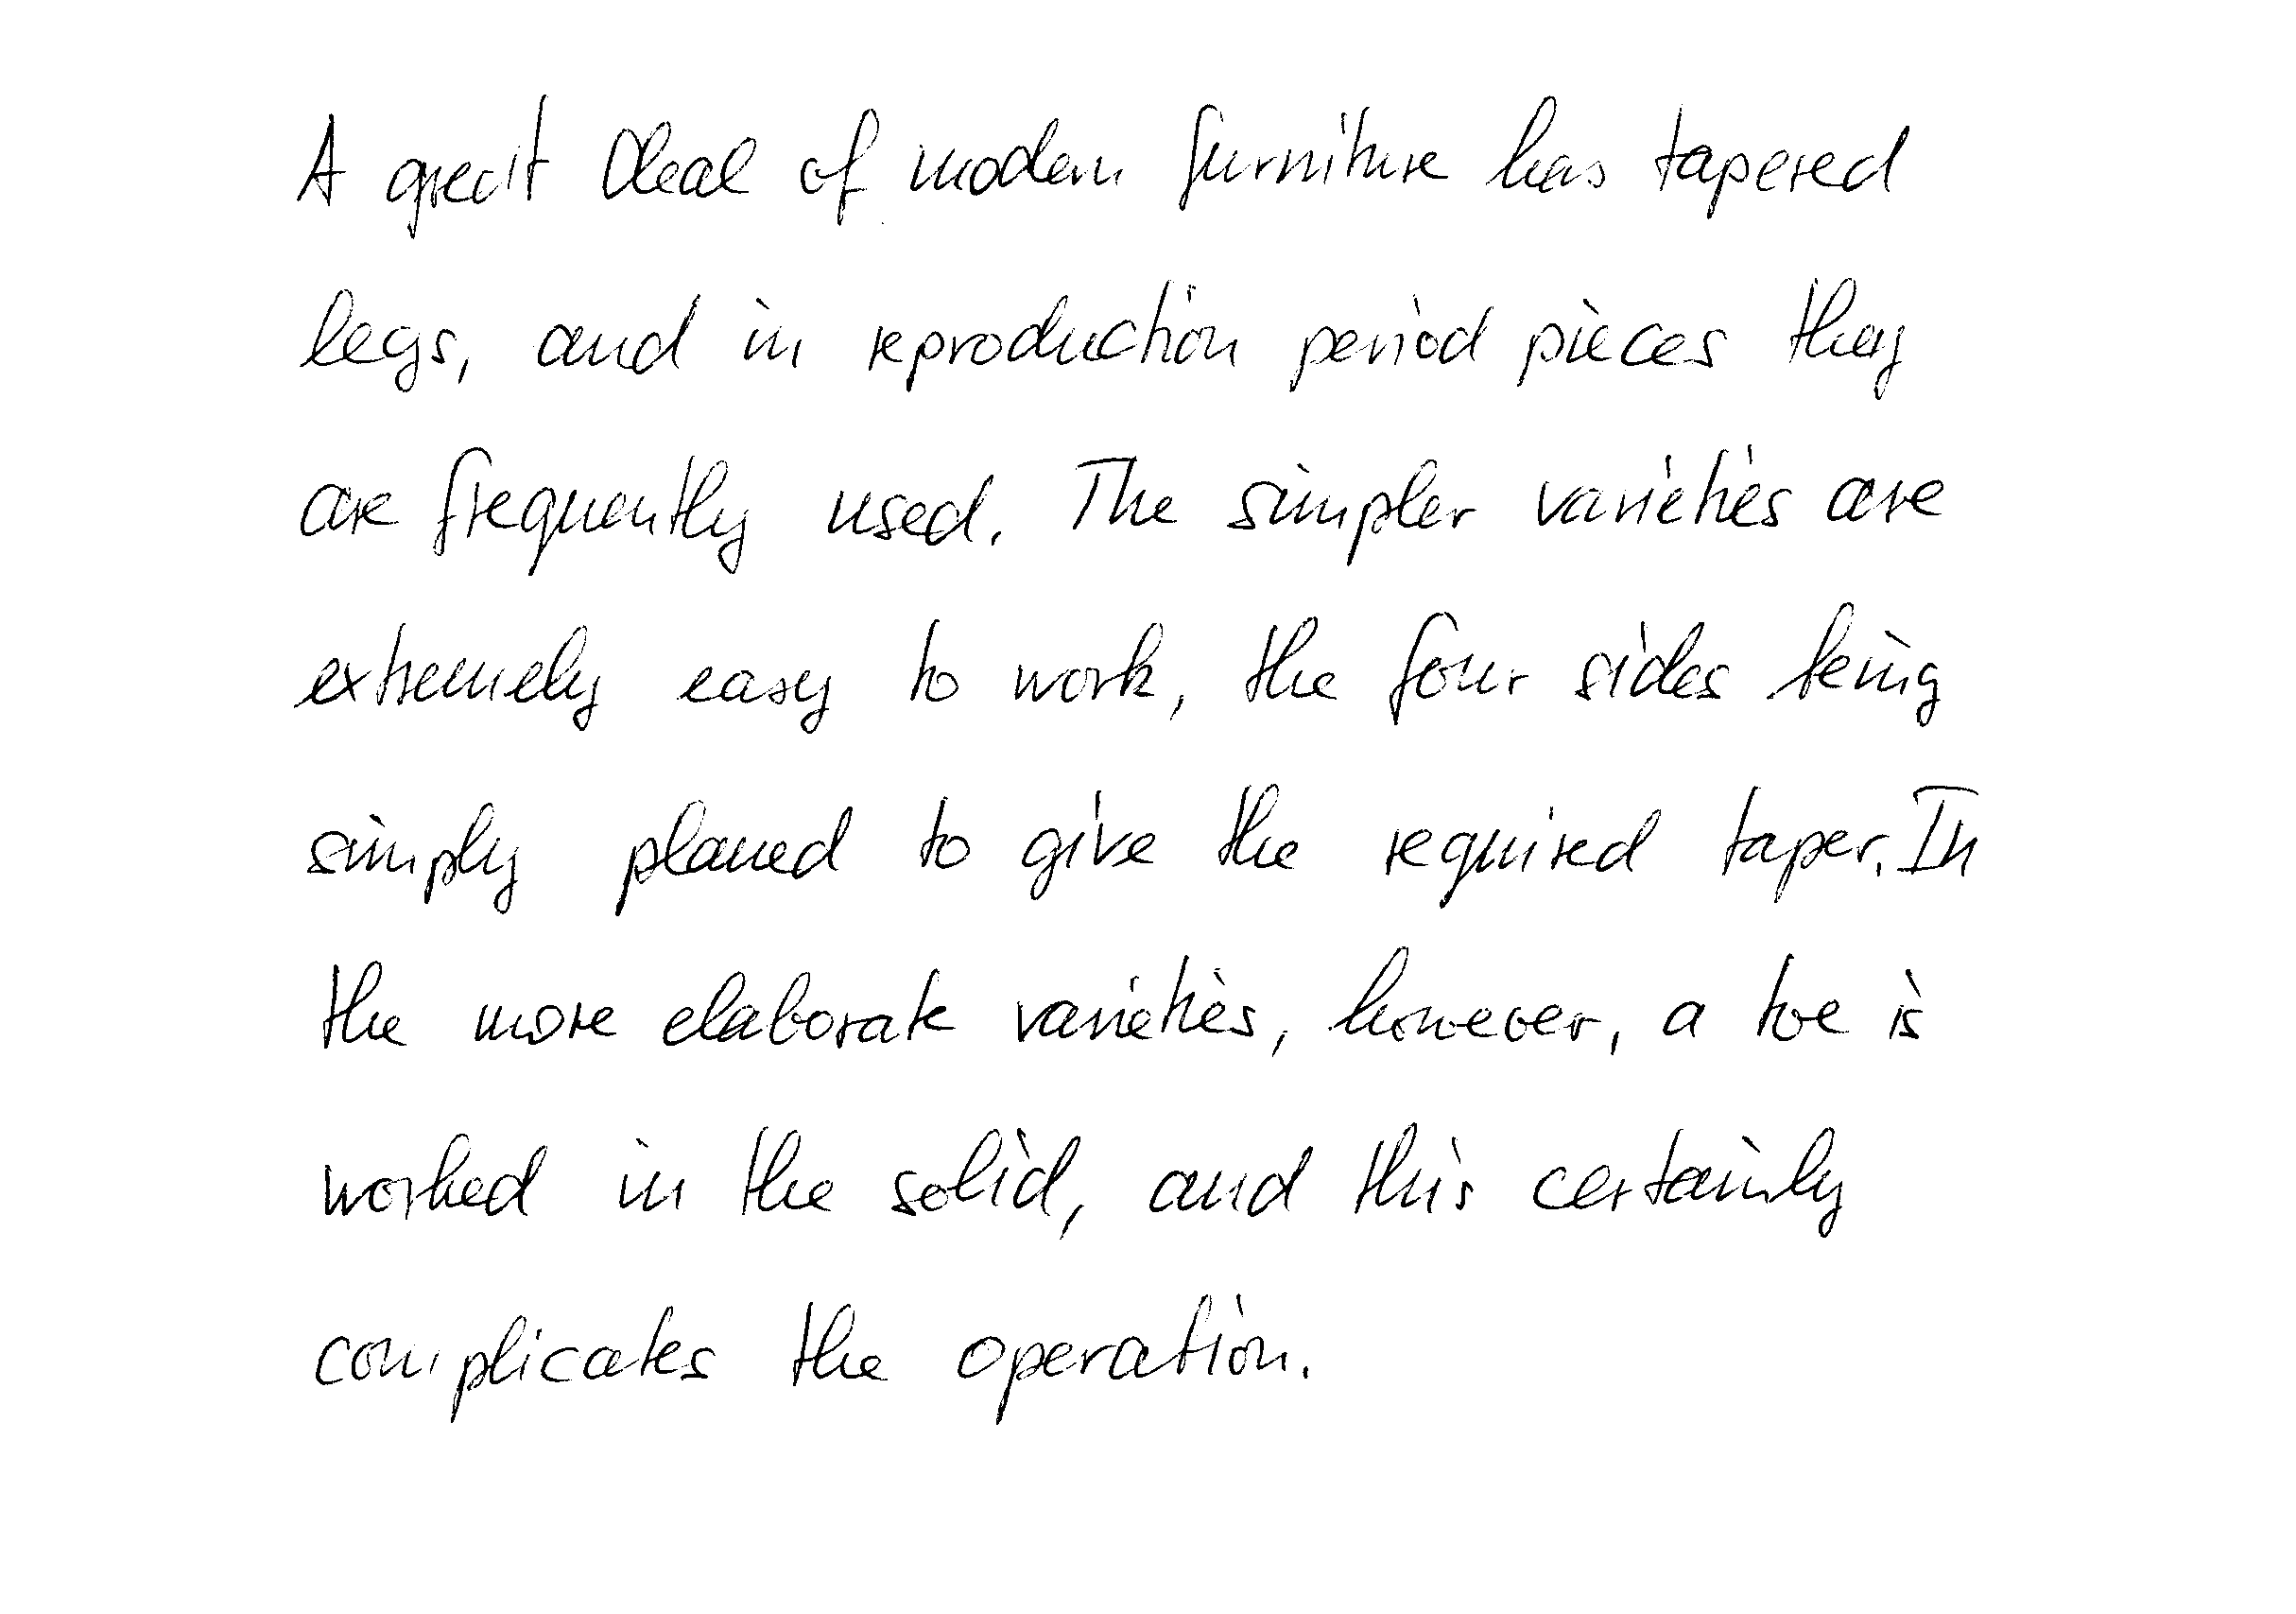 A great deal of modern furniture has tapered
legs, and in reproduction period pieces they
are frequently used. The simpler varieties are
extremely easy to work, the four sides being
simply planed to give the required taper. In
the more elaborate varieties, however, a toe is
worked in the solid, and this certainly
complicates the operation.